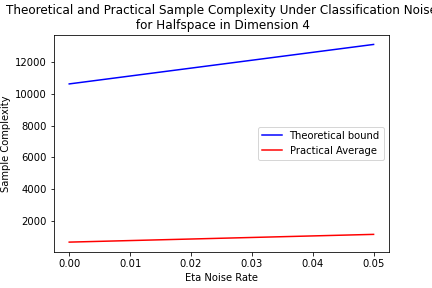 Theoretical and Practical Sample Complexity Under Classification Noise
for Halfspace in Dimension 4
12000
10000
8000
6000
4000
2000
Sample Complexity
Theoretical bound
Practical Average
0.00 0.01 0.02 0.03 0.04 0.05
Eta Noise Rate